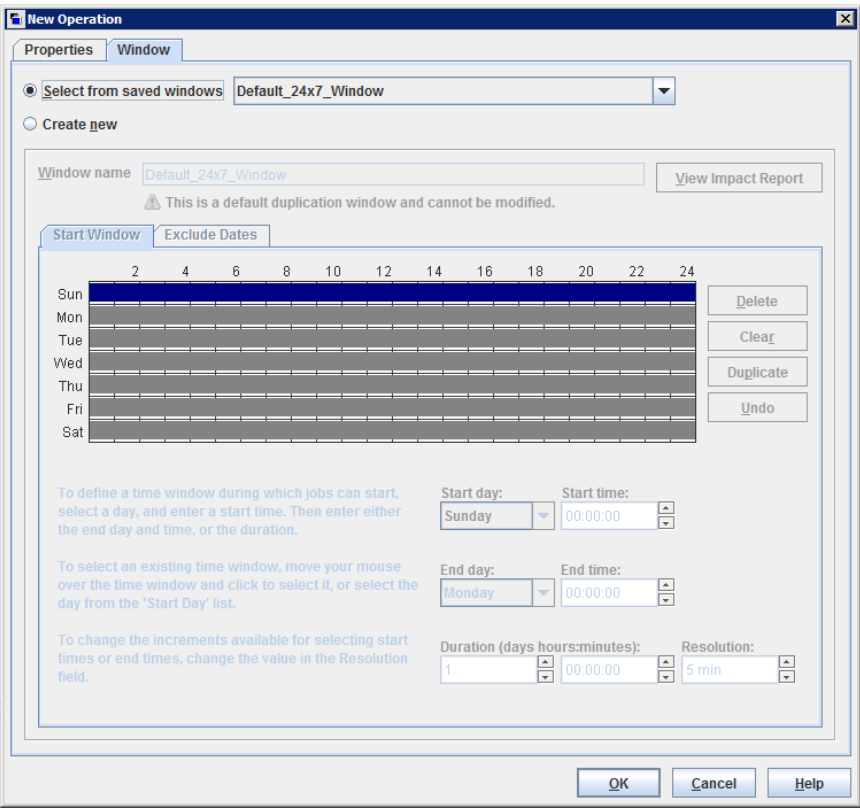 New Operation
Properties Window
Select from saved windows Default_24x7_Window
Create new
Window name Default_24x7_Window View Impact Report
This is a default duplication window and cannot be modified.
Start Window Exclude Dates
2 4 6 8 10 12 14 16 18 20 22 24
Sun
Mon
Tue
Wed
Thu
Fri
Sat
Delete
Clear
Duplicate
Undo
To define a time window during which jobs can start,
select a day, and enter a start time. Then enter either
the end day and time, or the duration.
Start day: Start time:
Sunday 00:00:00
To select an existing time window, move your mouse
over the time window and click to select it, or select the
day from the 'Start Day' list.
End day: End time:
Monday 00:00:00
To change the increments available for selecting start
times or end times, change the value in the Resolution
field.
Duration (days hours:minutes): Resolution:
1 00:00:00 5 min
OK Cancel Help